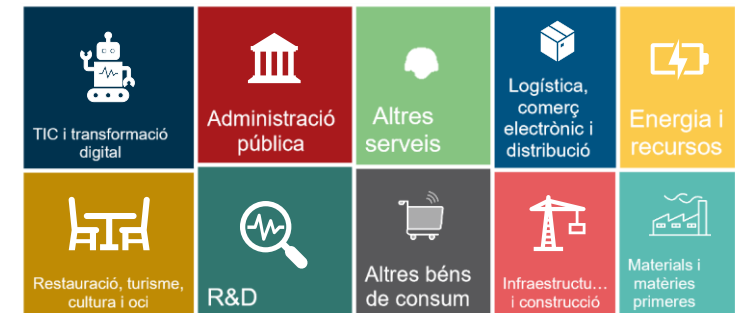 TIC i transformació
digital
Administració
pública
Altres
serveis
Logística,
comerç
electrònic i
distribució
Energia i
recursos
Restauració, turisme,
cultura i oci
R&D
Altres béns
de consum
Infraestructu...
i construcció
Materials i
matèries
primeres